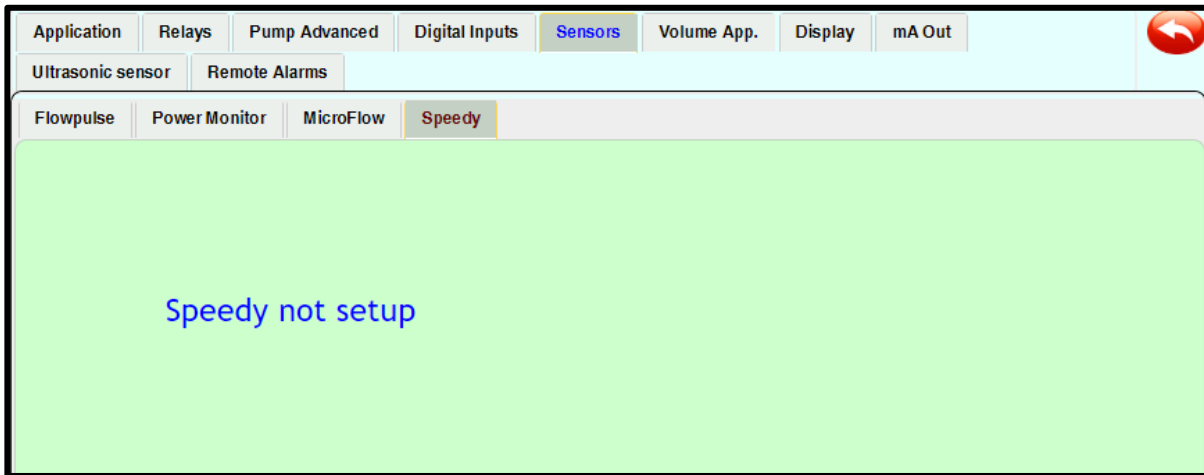 Application Relays Pump Advanced Digital Inputs Sensors Volume App. Display mA Out
Ultrasonic sensor Remote Alarms
Flowpulse Power Monitor MicroFlow Speedy
Speedy not setup